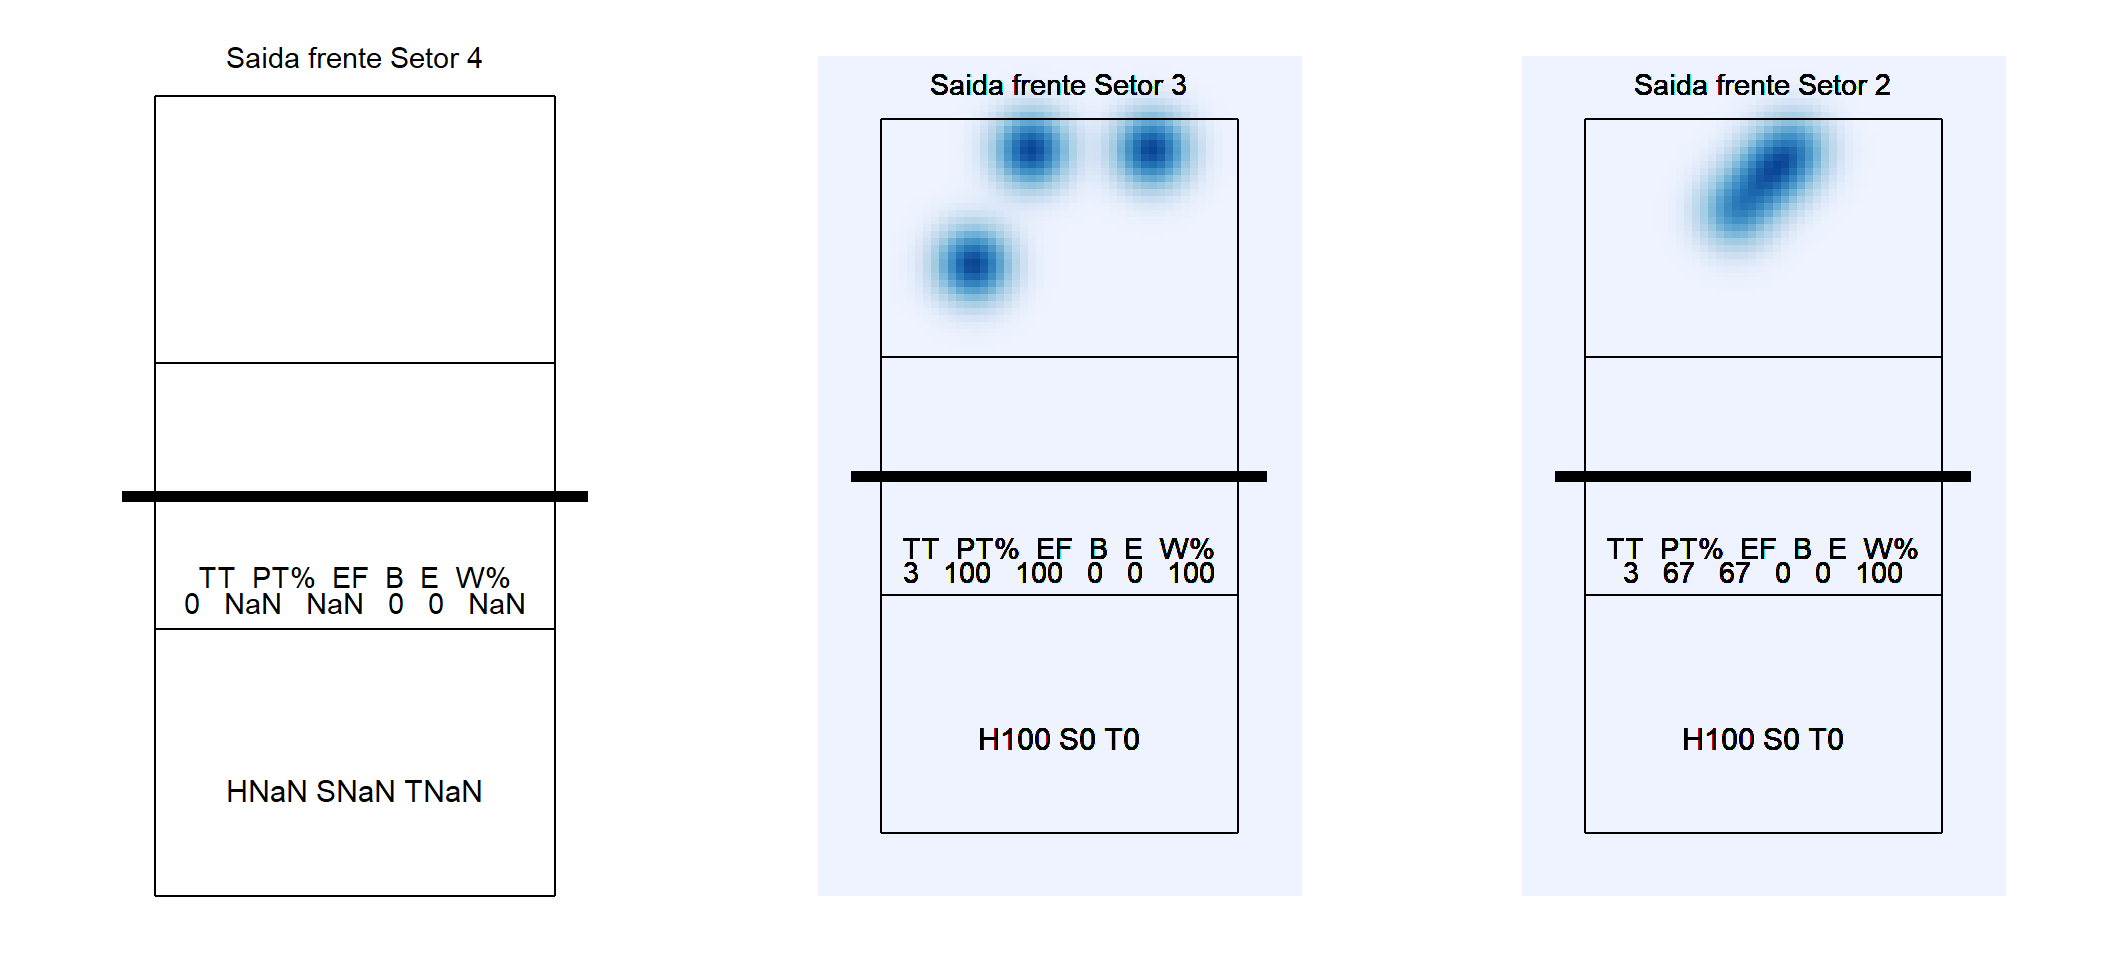 Saida frente Setor 4
TT PT% EF B E W%
0 NaN NaN 0 0 NaN
HNaN SNaN TNaN
Saida frente Setor 3
TT PT% EF B E W%
3 100 100 0 0 100
H100 S0 T0
Saida frente Setor 2
TT PT% EF B E W%
3 67 67 0 0 100
H100 S0 T0